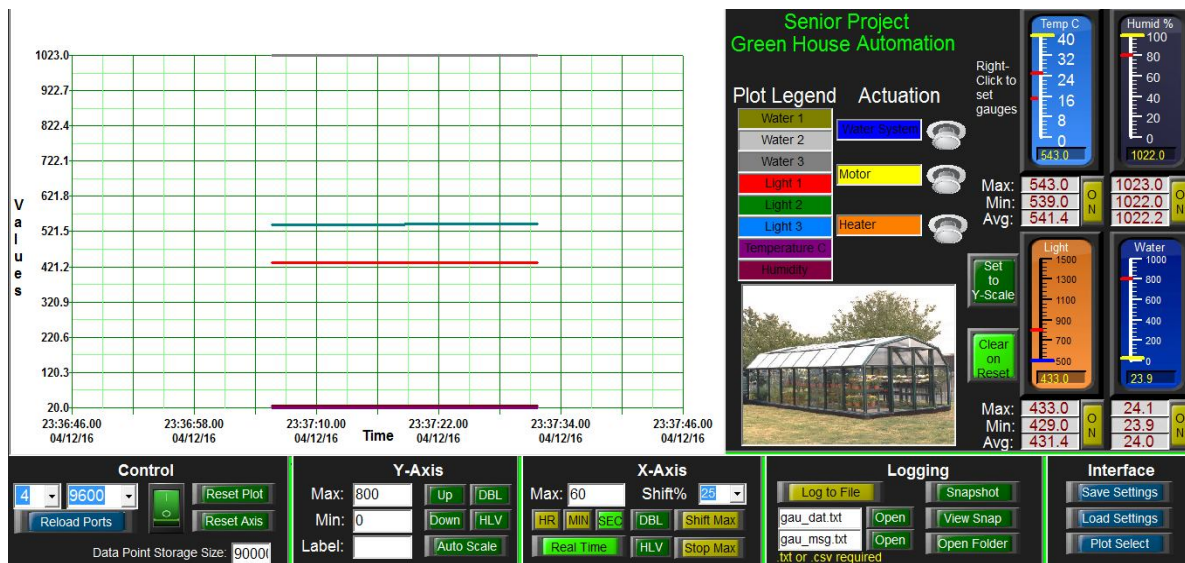 1023.0
922.7
822.4
722.1
621.8
521.5
421.2
320.9
220.6
120.3
20.0
Values
23:36:46.00 23:36:58.00 23:37:10.00 23:37:22.00 23:37:34.00 23:37:46.00
04/12/16 04/12/16 04/12/16 Time 04/12/16 04/12/16 04/12/16
Senior Project
Green House Automation
Plot Legend
Water 1
Water 2
Water 3
Light 1
Light 2
Light 3
Temperature C
Humidity
Actuation
Water System
Motor
Heater
Right-
Click to
set
gauges
Temp C
40
32
24
16
8
0
543.0
Humid %
100
80
60
40
20
0
1022.0
Max: 543.0 1023.0
Min: 539.0 1022.0
Avg: 541.4 1022.2
ON
ON
Set
to
Y-Scale
Clear
on
Reset
Light
1500
1300
1100
900
700
500
433.0
Water
1000
800
600
400
200
0
23.9
Max: 433.0 24.1
Min: 429.0 23.9
Avg: 431.4 24.0
ON
ON
Control
4 9600
Reload Ports
Reset Plot
Reset Axis
Data Point Storage Size: 9000
Y-Axis
Max: 800 Up DBL
Min: 0 Down HLV
Label: Auto Scale
X-Axis
Max: 60 Shift% 25
HR MIN SEC DBL Shift Max
Real Time HLV Stop Max
Logging
Log to File Snapshot
gau_dat.txt Open View Snap
gau_msg.txt Open Open Folder
.txt or .csv required
Interface
Save Settings
Load Settings
Plot Select